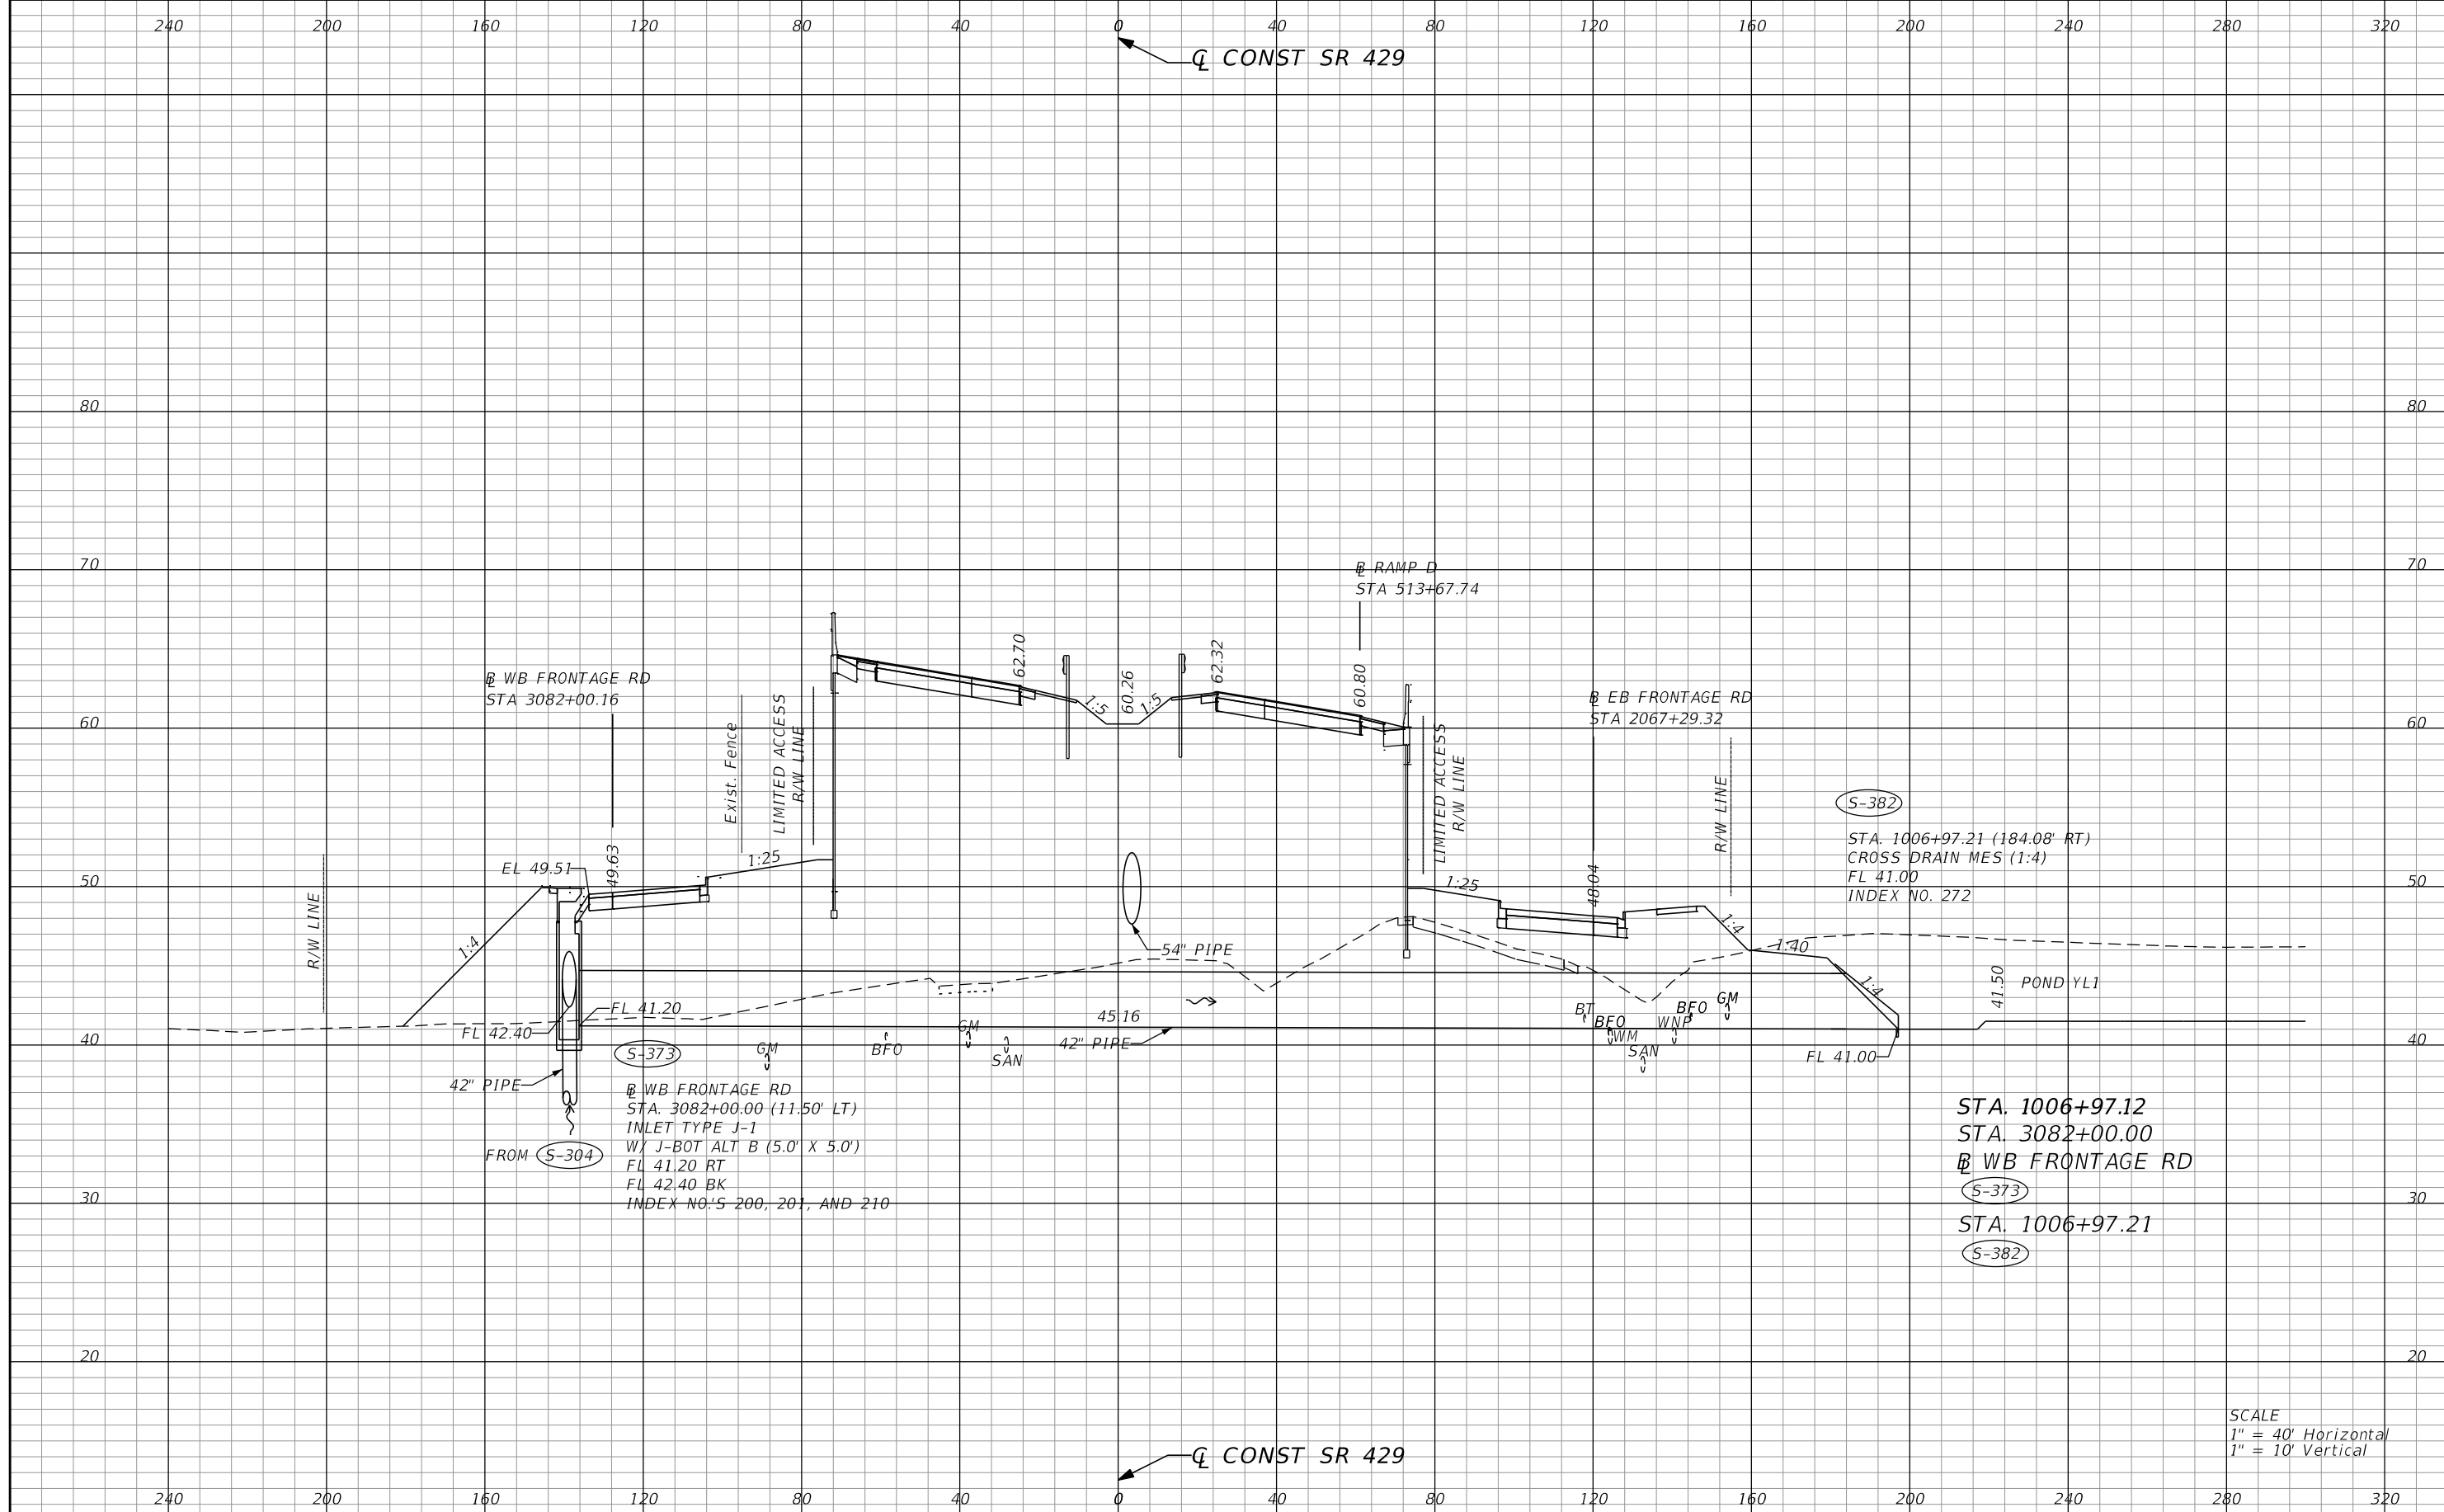 240 200 160 120 80 40 0 40 80 120 160 200 240 280 320
℄ CONST SR 429
80 80
70 70
℄ RAMP D
STA 513+67.74
62.70
62.32
60.26
60.80
1:5
1:5
℄ WB FRONTAGE RD
STA 3082+00.16
℄ EB FRONTAGE RD
STA 2067+29.32
60 60
Exist. Fence
LIMITED ACCESS
R/W LINE
LIMITED ACCESS
R/W LINE
R/W LINE
S-382
STA. 1006+97.21 (184.08' RT)
CROSS DRAIN MES (1:4)
FL 41.00
INDEX NO. 272
EL 49.51
49.63
1:25
1:25
48.04
50 50
R/W LINE
1:4
54" PIPE
1:4
1:40
1:4
41.50
POND YL1
FL 41.20
FL 42.40
45.16
42" PIPE
GM
BFO
GM
SAN
BT
BFO
WM
SAN
WNP
BFO
GM
40 40
FL 41.00
S-373
42" PIPE
℄ WB FRONTAGE RD
STA. 3082+00.00 (11.50' LT)
INLET TYPE J-1
W/ J-BOT ALT B (5.0' X 5.0')
FL 41.20 RT
FL 42.40 BK
INDEX NO.'S 200, 201, AND 210
FROM S-304
STA. 1006+97.12
STA. 3082+00.00
℄ WB FRONTAGE RD
S-373
STA. 1006+97.21
S-382
30 30
20 20
SCALE
1" = 40' Horizontal
1" = 10' Vertical
℄ CONST SR 429
240 200 160 120 80 40 0 40 80 120 160 200 240 280 320